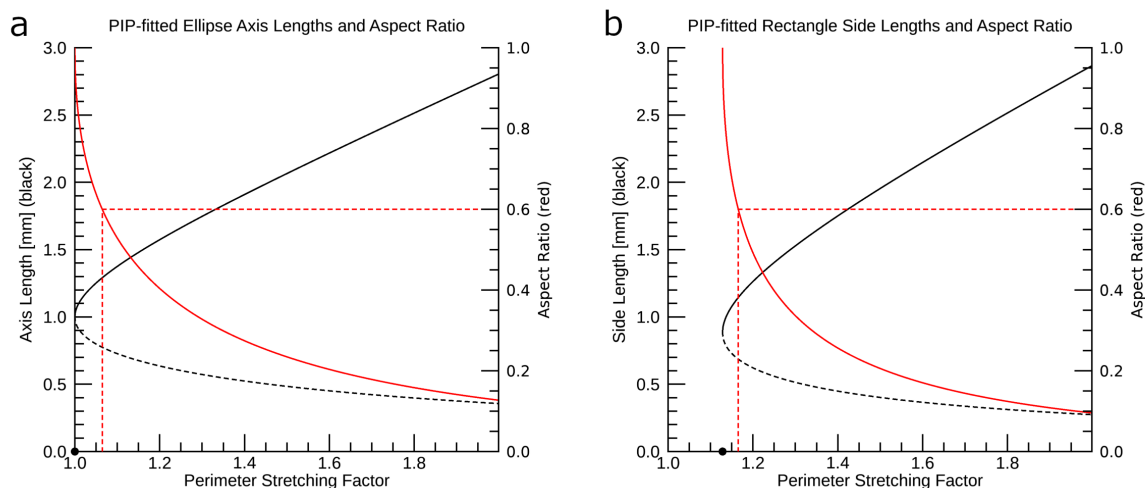 a
PIP-fitted Ellipse Axis Lengths and Aspect Ratio
3.0
2.5
2.0
1.5
1.0
0.5
0.0
Axis Length [mm] (black)
1.0
0.8
0.6
0.4
0.2
0.0
Aspect Ratio (red)
1.0 1.2 1.4 1.6 1.8
Perimeter Stretching Factor
b
PIP-fitted Rectangle Side Lengths and Aspect Ratio
3.0
2.5
2.0
1.5
1.0
0.5
0.0
Side Length [mm] (black)
1.0
0.8
0.6
0.4
0.2
0.0
Aspect Ratio (red)
1.0 1.2 1.4 1.6 1.8
Perimeter Stretching Factor